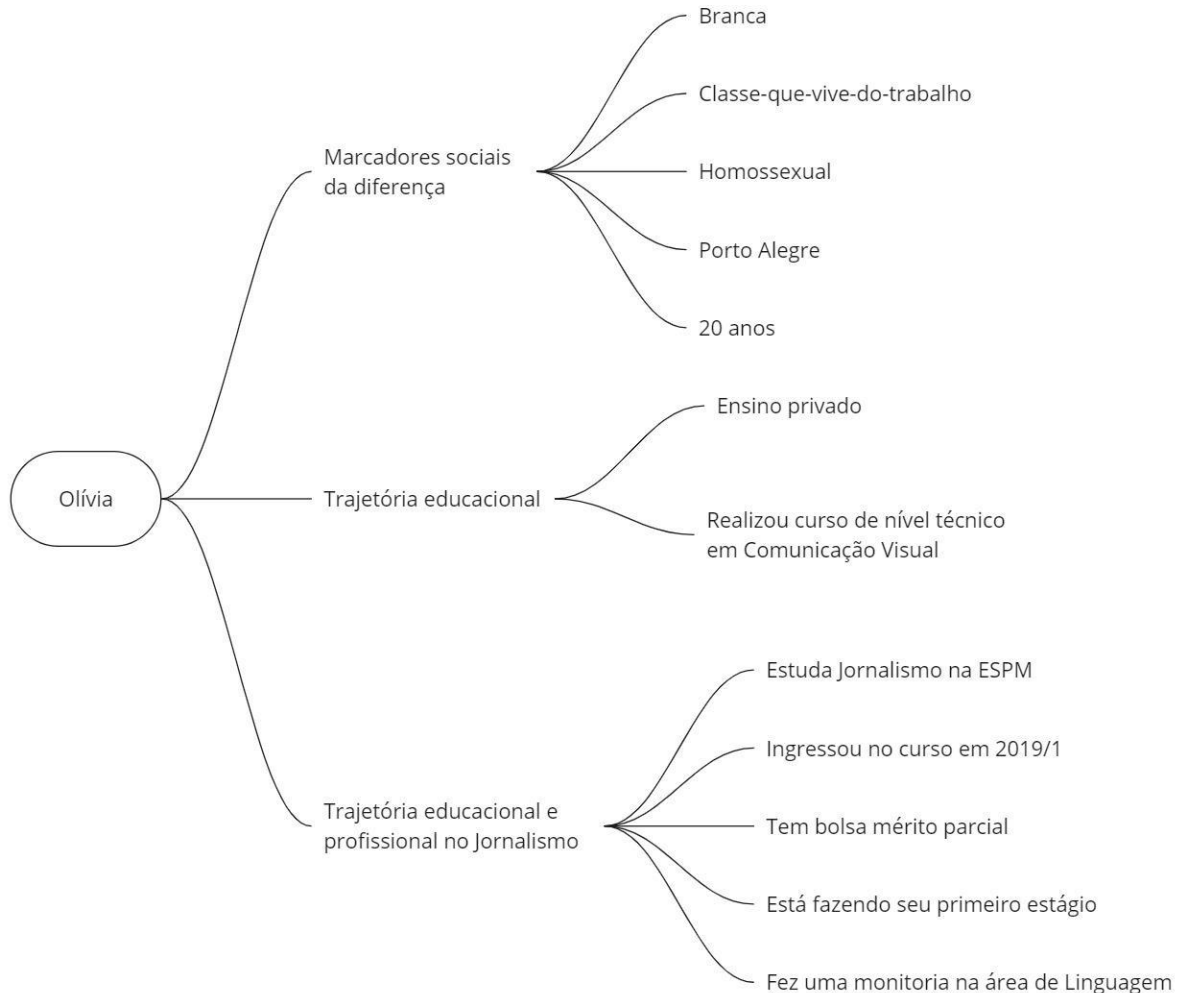 Olívia
Marcadores sociais
da diferença
Branca
Classe-que-vive-do-trabalho
Homossexual
Porto Alegre
20 anos
Trajetória educacional
Ensino privado
Realizou curso de nível técnico
em Comunicação Visual
Trajetória educacional e
profissional no Jornalismo
Estuda Jornalismo na ESPM
Ingressou no curso em 2019/1
Tem bolsa mérito parcial
Está fazendo seu primeiro estágio
Fez uma monitoria na área de Linguagem